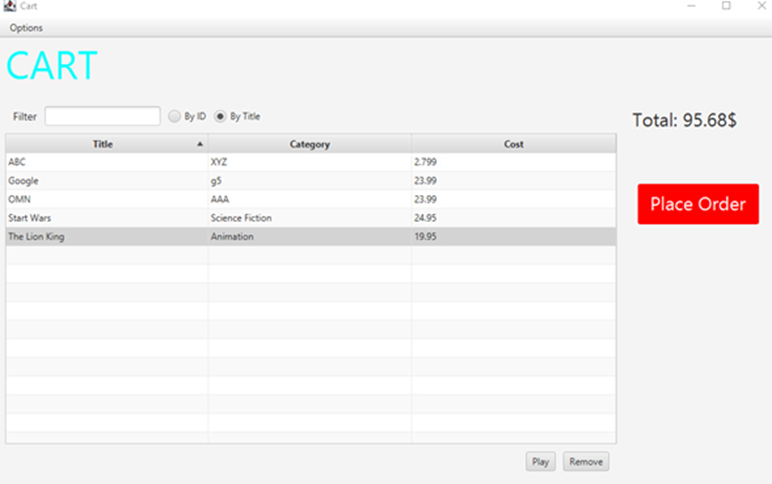 Cart
Options
CART
Filter By ID By Title
Total: 95.68$
Title Category Cost
ABC XYZ 2.799
Google g5 23.99
OMN AAA 23.99
Start Wars Science Fiction 24.95
The Lion King Animation 19.95
Place Order
Play Remove